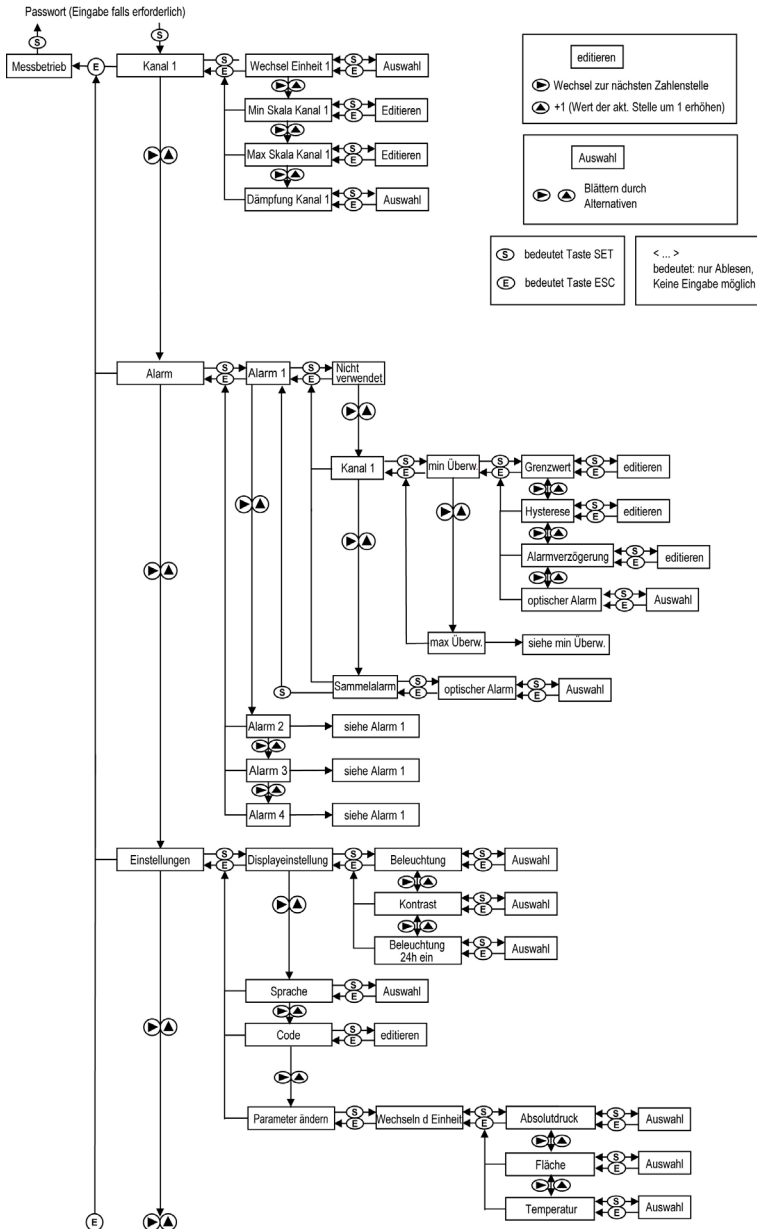 Passwort (Eingabe falls erforderlich)
S
S
Messbetrieb
E
Kanal 1
S
E
Wechsel Einheit 1
S
E
Auswahl
Min Skala Kanal 1
S
E
Editieren
Max Skala Kanal 1
S
E
Editieren
Dämpfung Kanal 1
S
E
Auswahl
editieren
Wechsel zur nächsten Zahlenstelle
+1 (Wert der akt. Stelle um 1 erhöhen)
Auswahl
Blättern durch
Alternativen
S bedeutet Taste SET
E bedeutet Taste ESC
< ... >
bedeutet: nur Ablesen,
Keine Eingabe möglich
Alarm
S
E
Alarm 1
S
E
Nicht
verwendet
Kanal 1
S
E
min Überw.
S
E
Grenzwert
S
E
editieren
Hysterese
S
E
editieren
Alarmverzögerung
S
E
editieren
optischer Alarm
S
E
Auswahl
max Überw.
siehe min Überw.
S
Sammelalarm
S
E
optischer Alarm
S
E
Auswahl
Alarm 2
siehe Alarm 1
Alarm 3
siehe Alarm 1
Alarm 4
siehe Alarm 1
Einstellungen
S
E
Displayeinstellung
S
E
Beleuchtung
S
E
Auswahl
Kontrast
S
E
Auswahl
Beleuchtung
24h ein
S
E
Auswahl
Sprache
S
E
Auswahl
Code
S
E
editieren
Parameter ändern
S
E
Wechseln d Einheit
S
E
Absolutdruck
S
E
Auswahl
Fläche
S
E
Auswahl
Temperatur
S
E
Auswahl
E